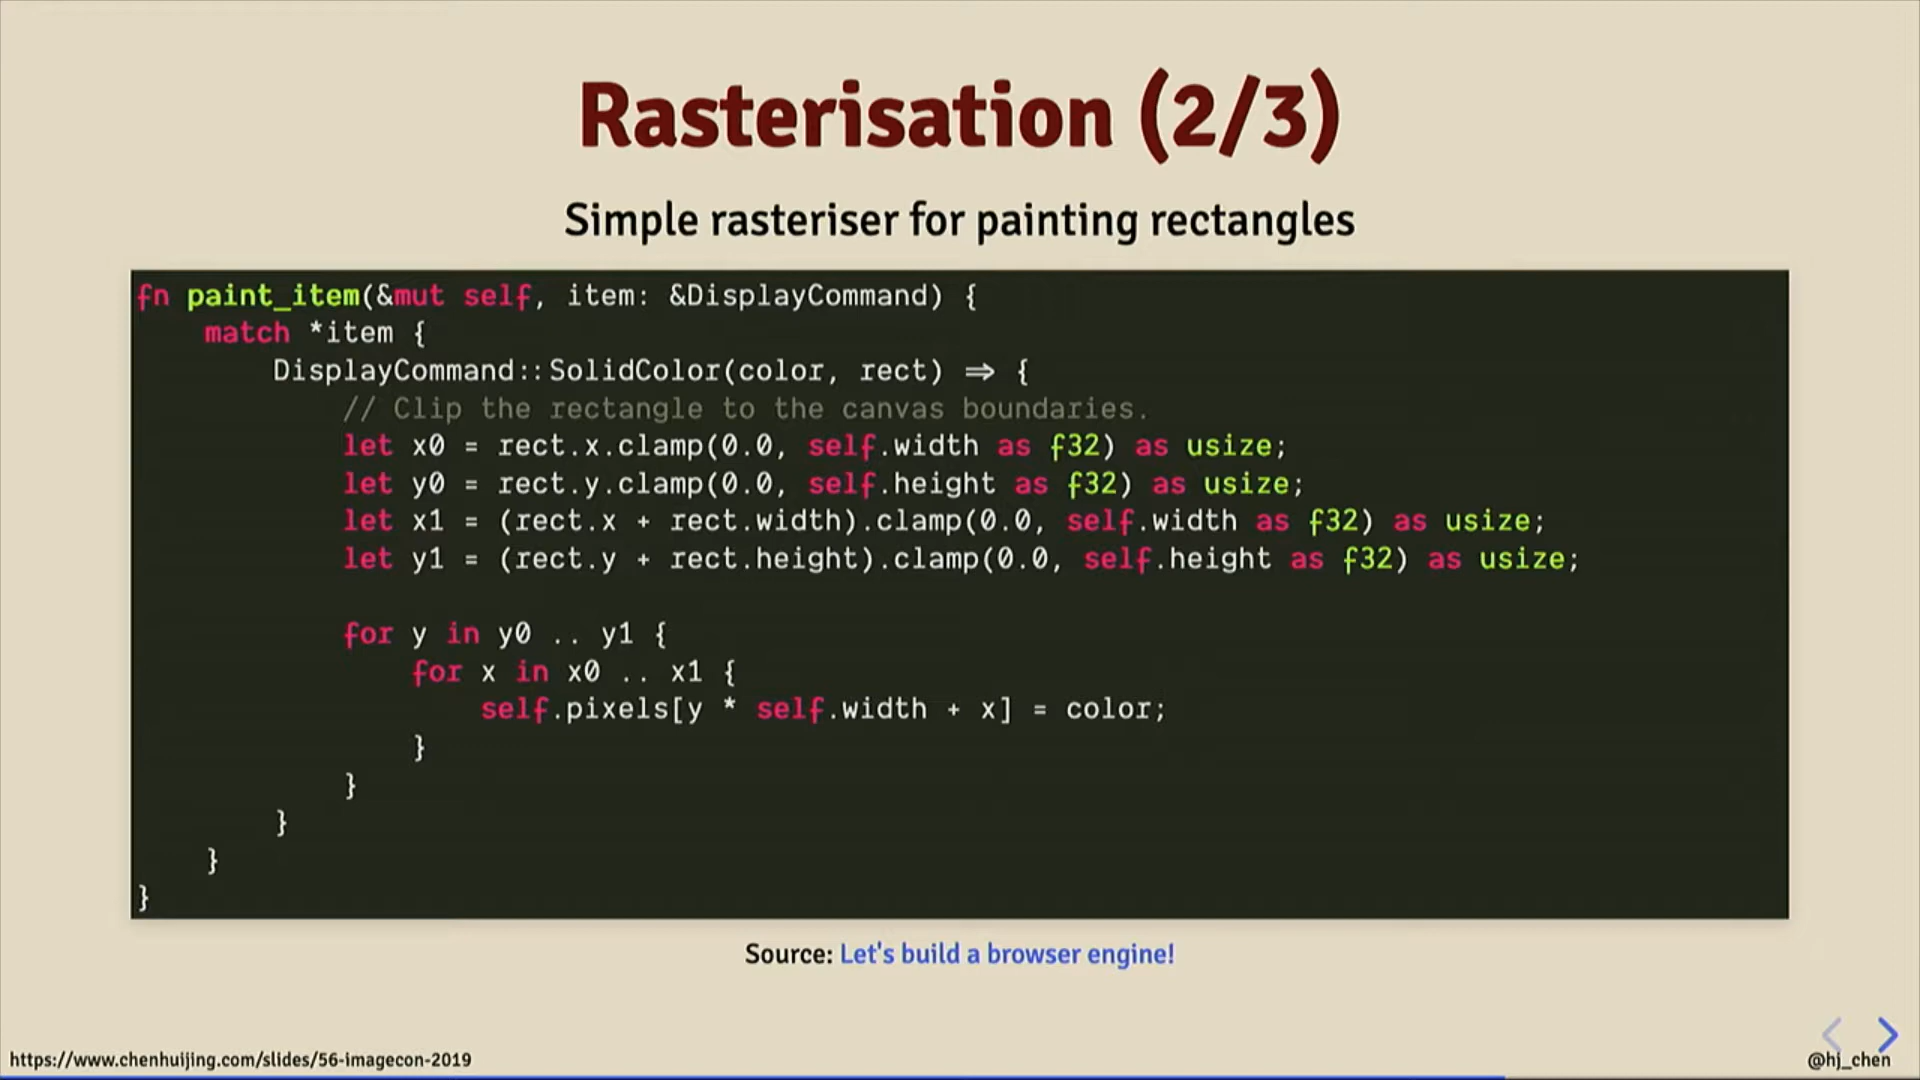 Rasterisation (2/3)
Simple rasteriser for painting rectangles
fn paint_item(&mut self, item: &DisplayCommand) {
    match *item {
        DisplayCommand::SolidColor(color, rect) => {
            // Clip the rectangle to the canvas boundaries.
            let x0 = rect.x.clamp(0.0, self.width as f32) as usize;
            let y0 = rect.y.clamp(0.0, self.height as f32) as usize;
            let x1 = (rect.x + rect.width).clamp(0.0, self.width as f32) as usize;
            let y1 = (rect.y + rect.height).clamp(0.0, self.height as f32) as usize;
            for y in y0 .. y1 {
                for x in x0 .. x1 {
                    self.pixels[y * self.width + x] = color;
                }
            }
        }
    }
}
Source: Let's build a browser engine!
https://www.chenhuijing.com/slides/56-imagecon-2019
@hj_chen